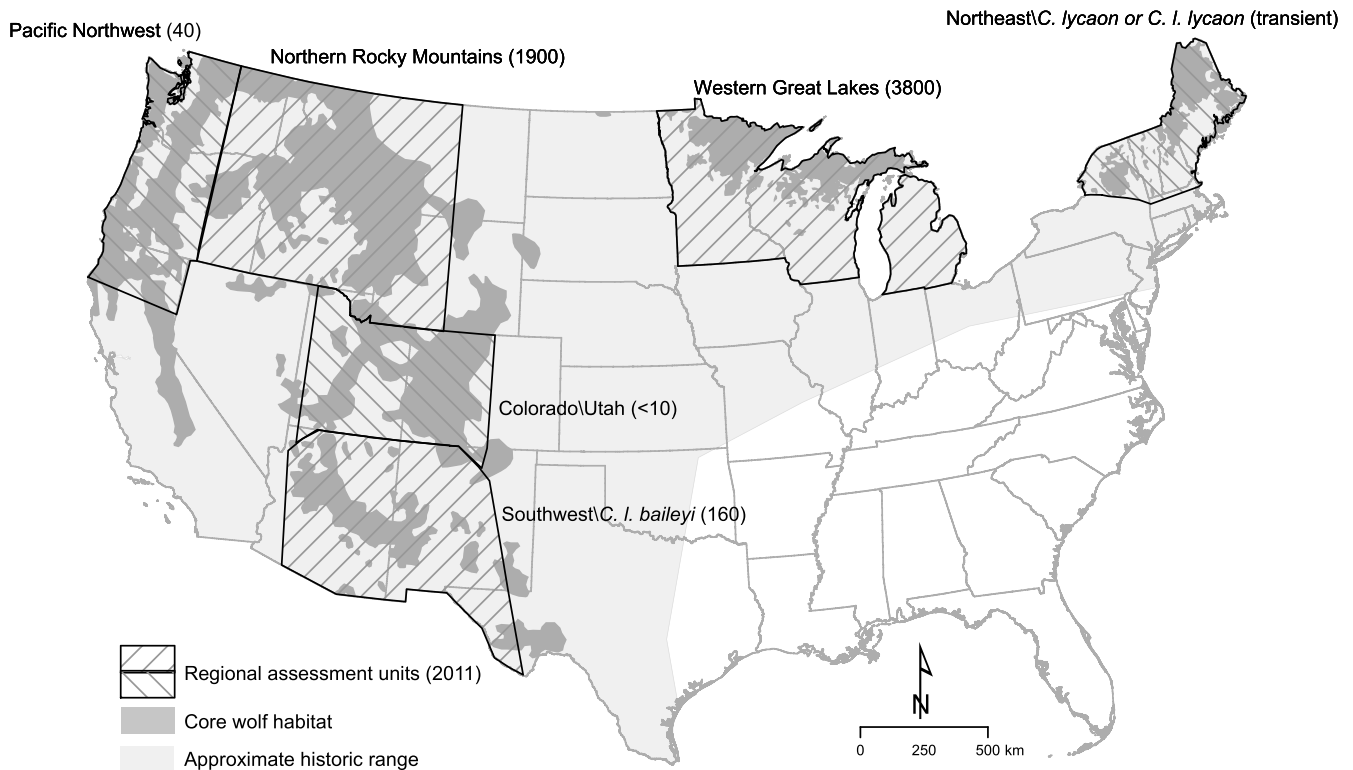 Northeast\C. lycaon or C. l. lycaon (transient)
Pacific Northwest (40)
Northern Rocky Mountains (1900)
Western Great Lakes (3800)
Colorado\Utah (<10)
Southwest\C. l. baileyi (160)
Regional assessment units (2011)
Core wolf habitat
Approximate historic range
N
0 250 500 km